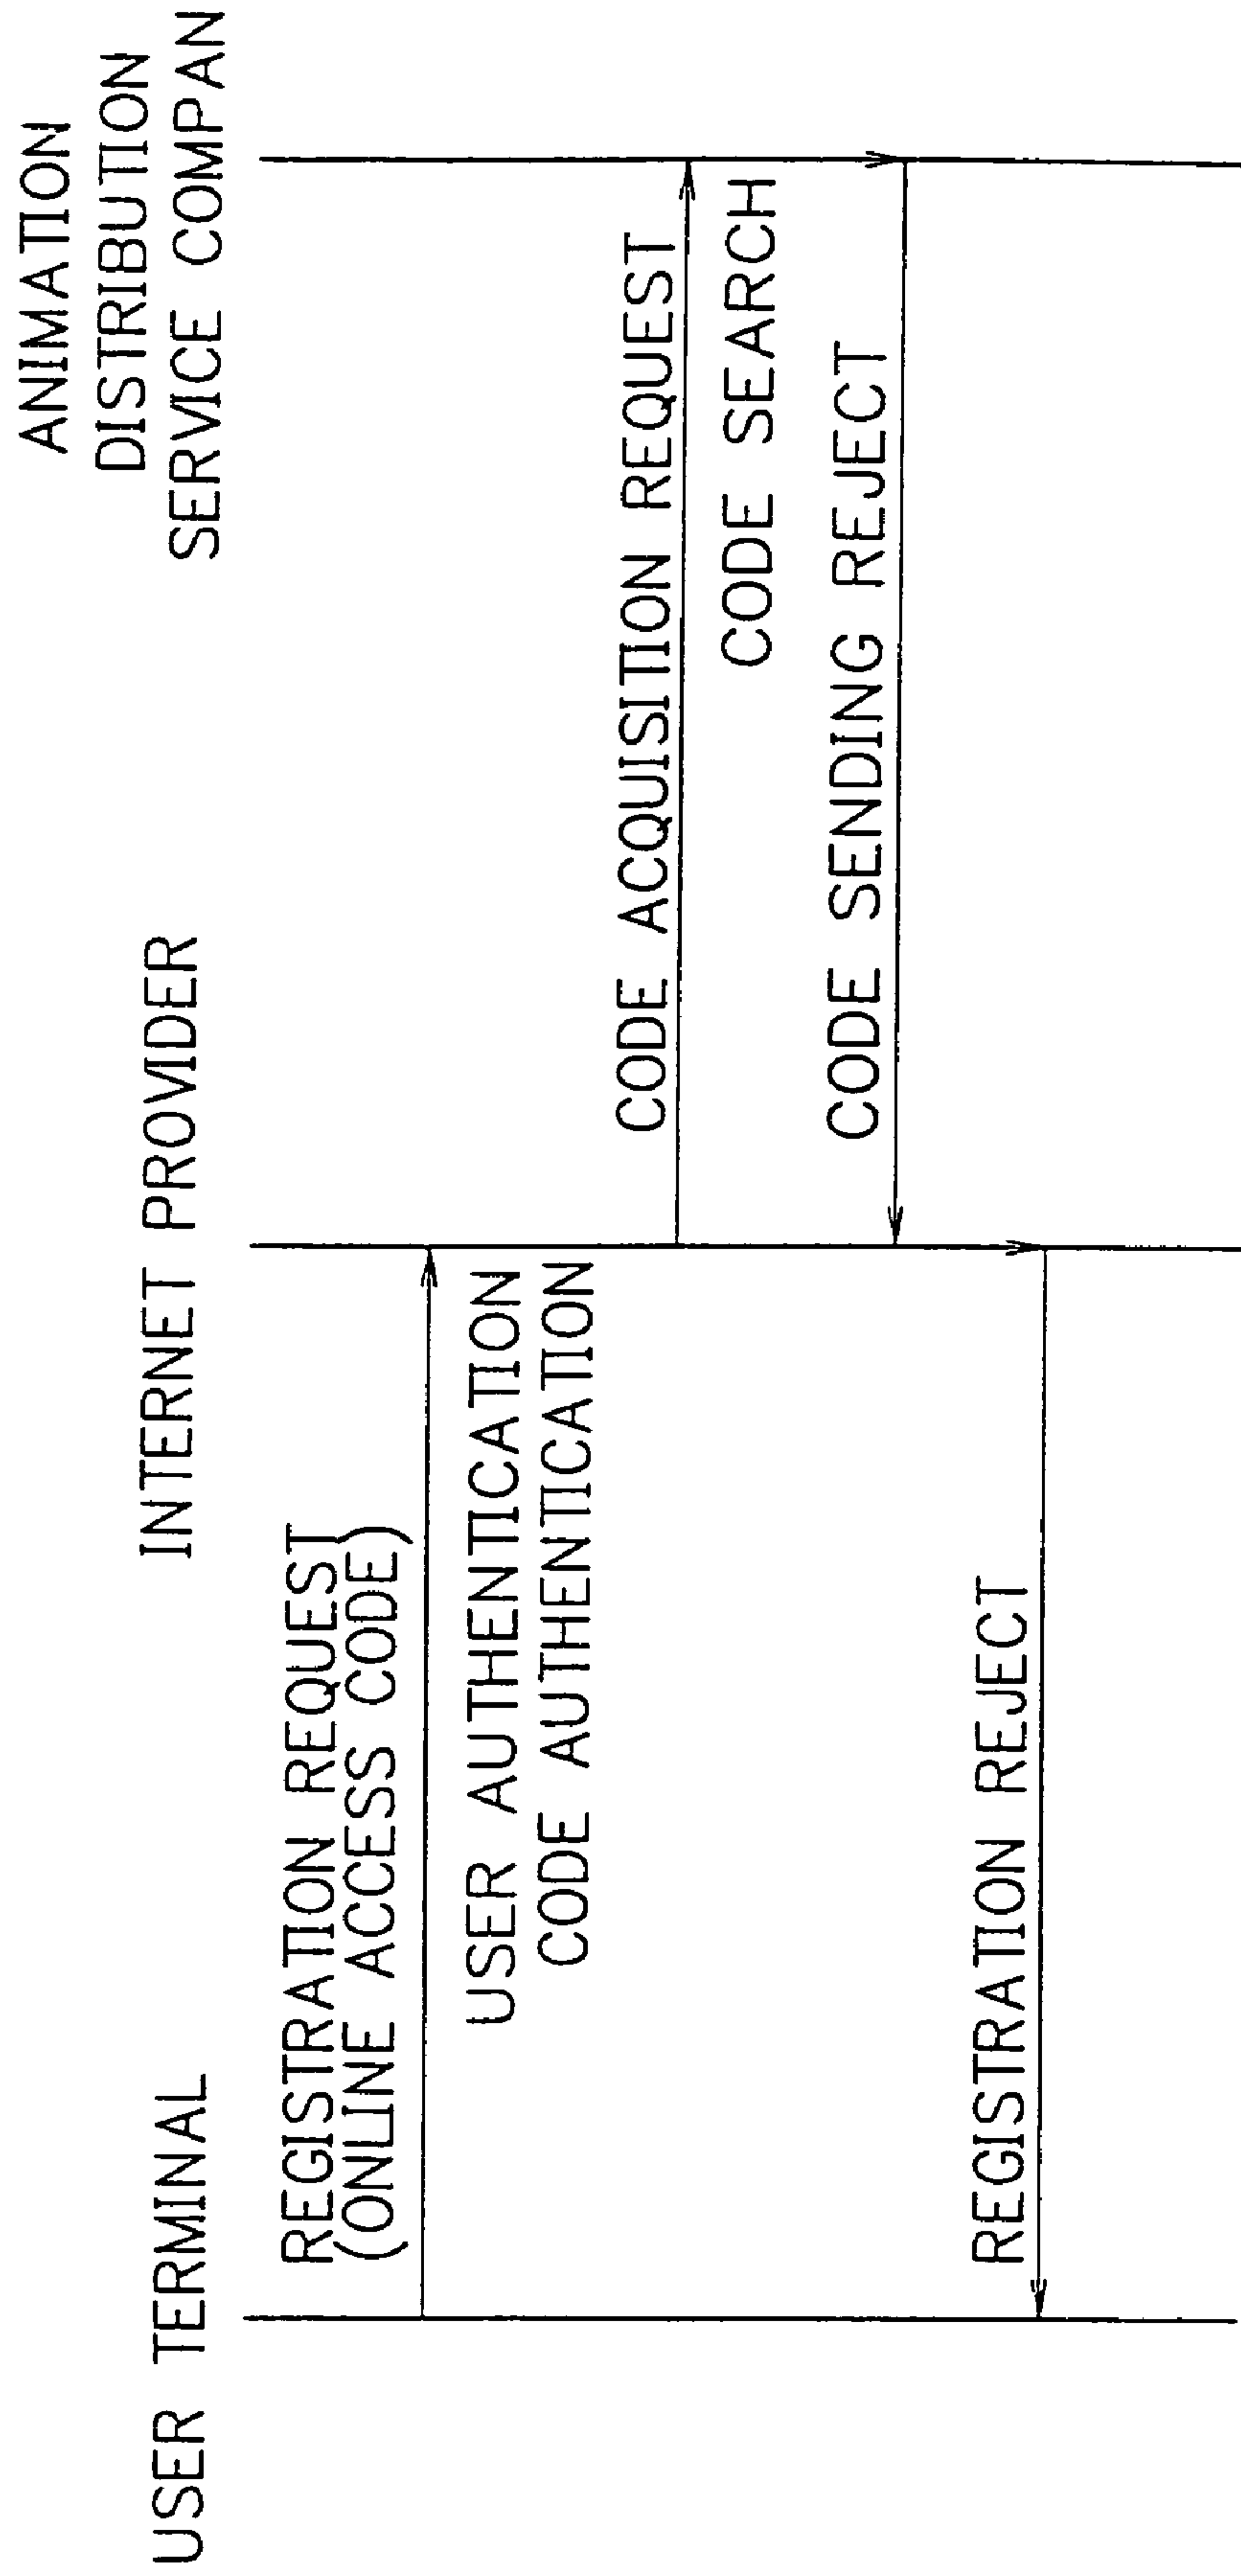 USER TERMINAL
INTERNET PROVIDER
ANIMATION
DISTRIBUTION
SERVICE COMPAN
REGISTRATION REQUEST
(ONLINE ACCESS CODE)
USER AUTHENTICATION
CODE AUTHENTICATION
CODE ACQUISITION REQUEST
CODE SEARCH
CODE SENDING REJECT
REGISTRATION REJECT